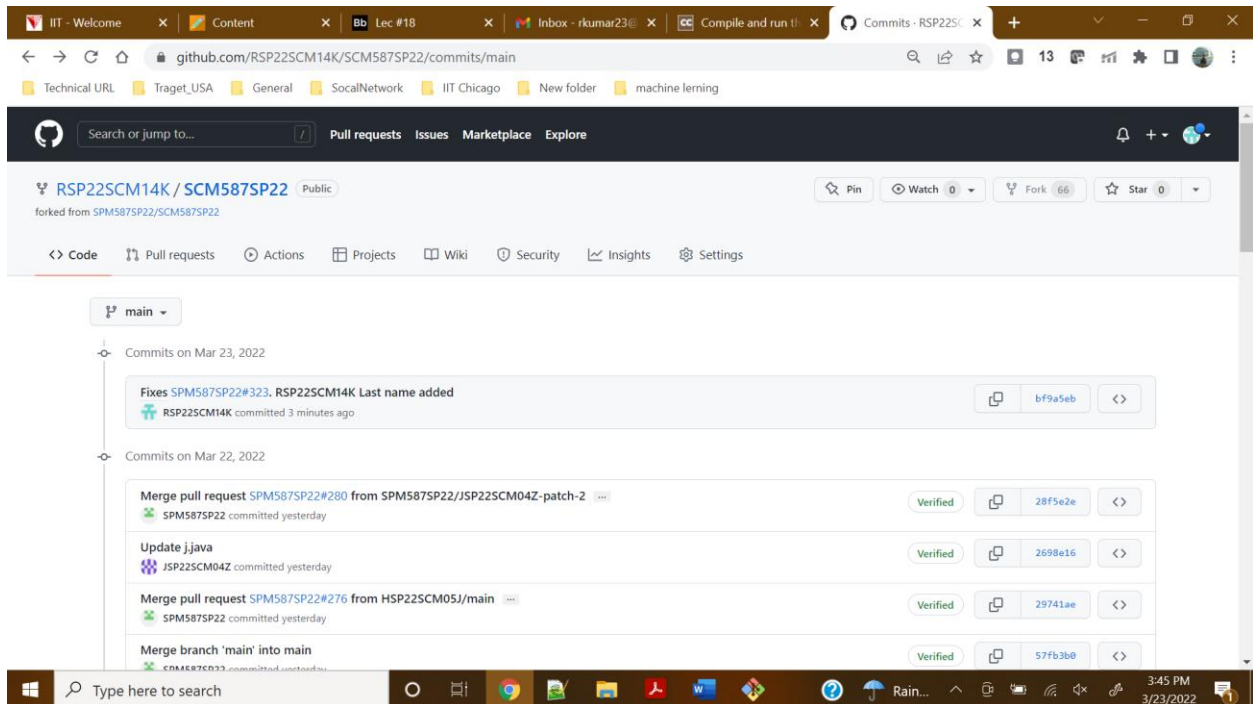 IIT - Welcome Content Bb Lec #18 Inbox - rkumar23@ CC Compile and run th Commits · RSP22SC
github.com/RSP22SCM14K/SCM587SP22/commits/main 13
Technical URL Traget_USA General SocalNetwork IIT Chicago New folder machine lerning
Search or jump to... / Pull requests Issues Marketplace Explore
RSP22SCM14K / SCM587SP22 Public Pin Watch 0 Fork 66 Star 0
forked from SPM587SP22/SCM587SP22
<> Code Pull requests Actions Projects Wiki Security Insights Settings
main
Commits on Mar 23, 2022
Fixes SPM587SP22#323. RSP22SCM14K Last name added
RSP22SCM14K committed 3 minutes ago
bf9a5eb <>
Commits on Mar 22, 2022
Merge pull request SPM587SP22#280 from SPM587SP22/JSP22SCM04Z-patch-2 ...
SPM587SP22 committed yesterday
Verified 28f5e2e <>
Update j.java
JSP22SCM04Z committed yesterday
Verified 2698e16 <>
Merge pull request SPM587SP22#276 from HSP22SCM05J/main ...
SPM587SP22 committed yesterday
Verified 29741ae <>
Merge branch 'main' into main
SPM587SP22 committed yesterday
Verified 57fb3b0 <>
Type here to search Rain... 3:45 PM
3/23/2022